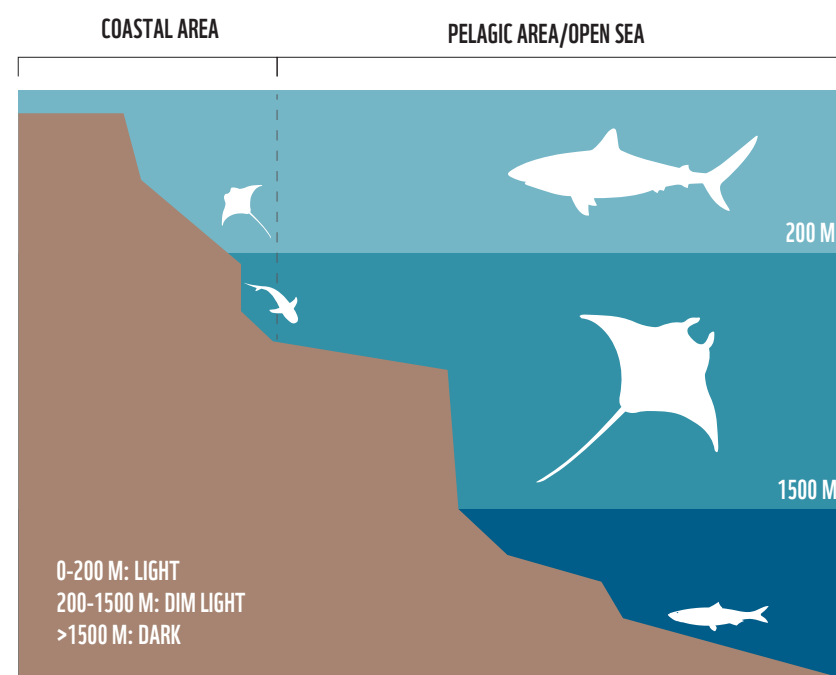 COASTAL AREA
PELAGIC AREA/OPEN SEA
200 M
1500 M
0-200 M: LIGHT
200-1500 M: DIM LIGHT
>1500 M: DARK